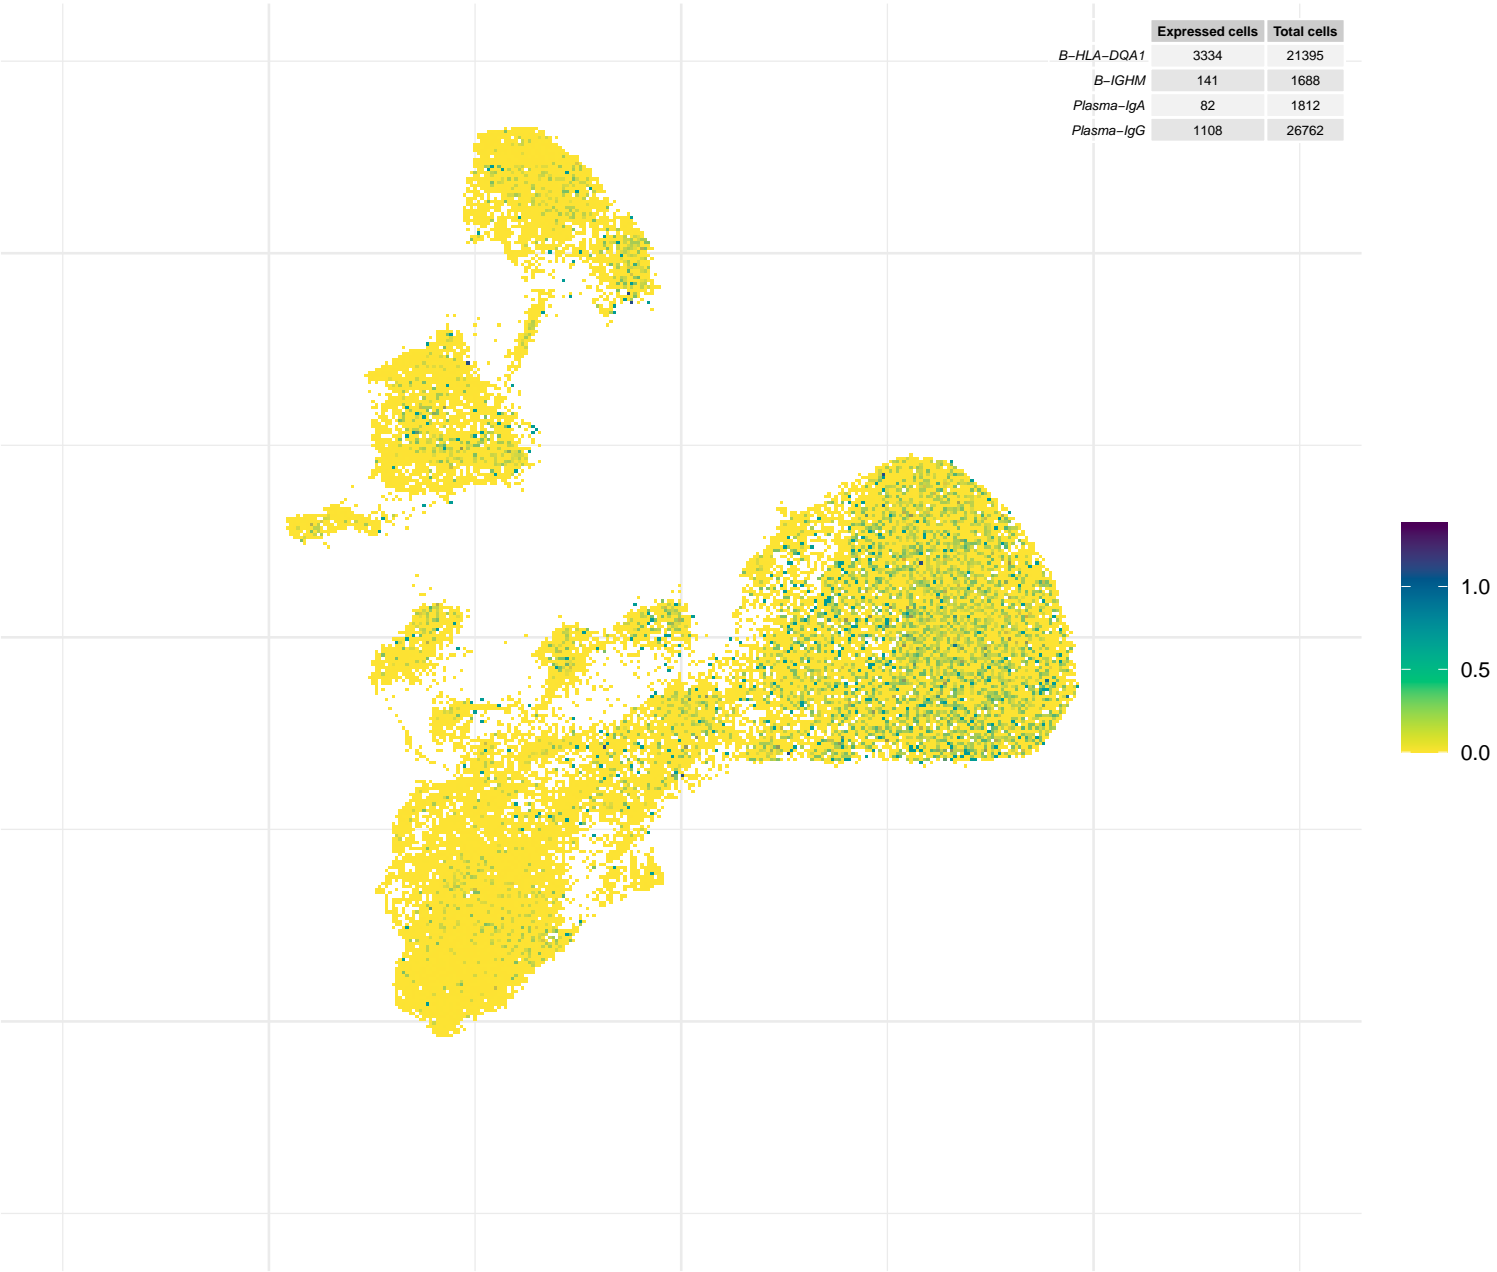 Expressed cells Total cells
B−HLA−DQA1 3334 21395
B−IGHM 141 1688
Plasma−IgA 82 1812
Plasma−IgG 1108 26762
1.0
0.5
0.0